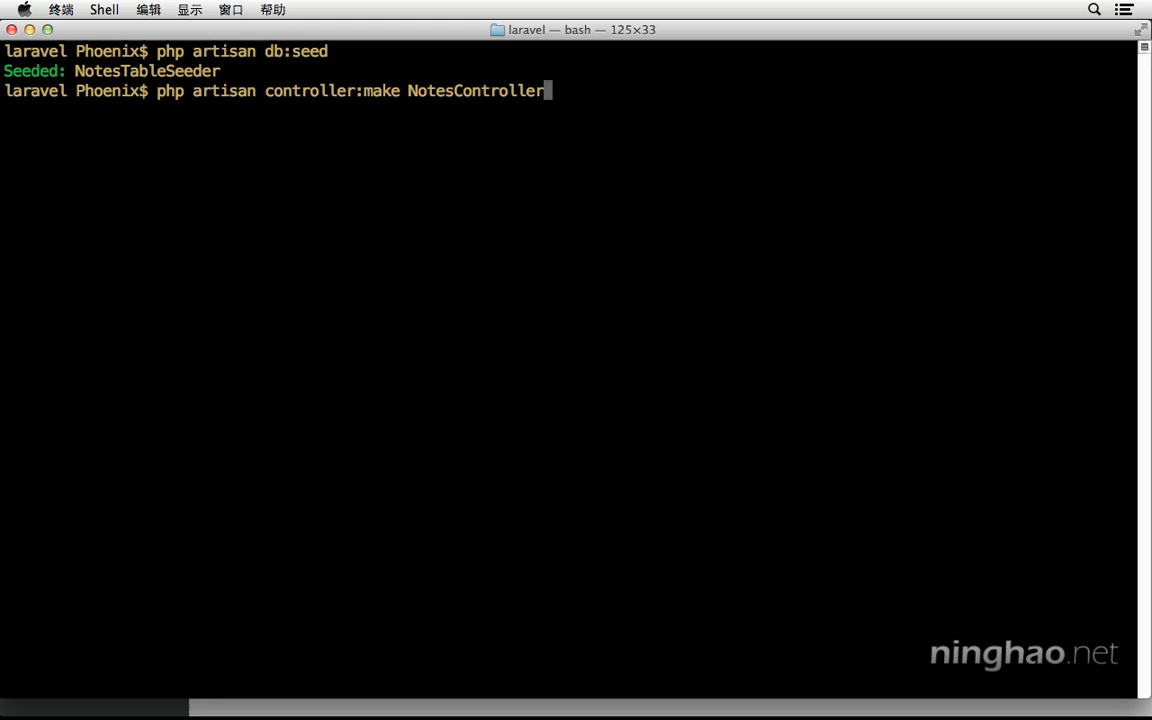 终端 Shell 编辑 显示 窗口 帮助
laravel — bash — 125×33
laravel Phoenix$ php artisan db:seed
Seeded: NotesTableSeeder
laravel Phoenix$ php artisan controller:make NotesController
ninghao.net